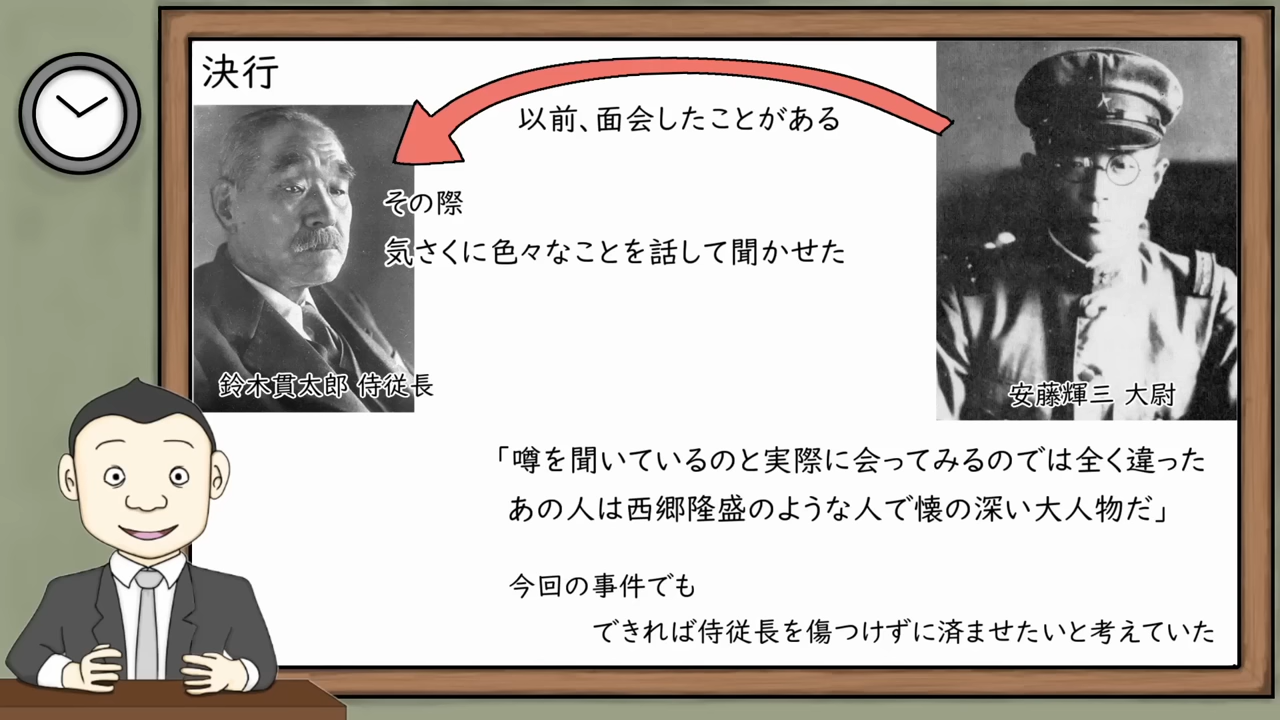 決行
以前、面会したことがある
その際
気さくに色々なことを話して聞かせた
鈴木貫太郎 侍従長
安藤輝三 大尉
「噂を聞いているのと実際に会ってみるのでは全く違った
あの人は西郷隆盛のような人で懐の深い大人物だ」
今回の事件でも
できれば侍従長を傷つけずに済ませたいと考えていた